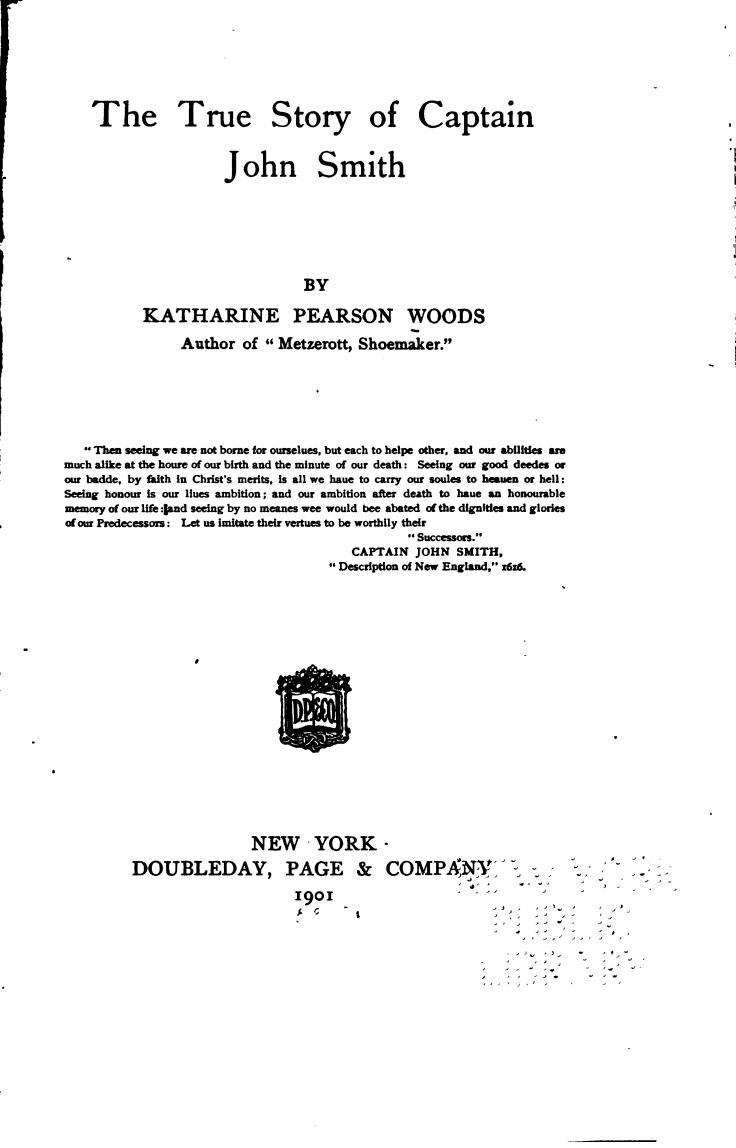 The True Story of Captain
John Smith
BY
KATHARINE PEARSON WOODS
Author of “ Metzerott, Shoemaker.”
“ Then seeing we are not borne for ourselues, but each to helpe other, and our abilities are
much alike at the houre of our birth and the minute of our death : Seeing our good deedes or
our badde, by faith in Christ's merits, is all we haue to carry our soules to heauen or hell :
Seeing honour is our liues ambition ; and our ambition after death to haue an honourable
memory of our life : and seeing by no meanes wee would bee abated of the dignities and glories
of our Predecessors : Let us imitate their vertues to be worthily their
“ Successors.”
CAPTAIN JOHN SMITH,
“ Description of New England,” 1616.
D.P.&CO
NEW YORK
DOUBLEDAY, PAGE & COMPANY
1901
NEW YORK
PUBLIC
LIBRARY